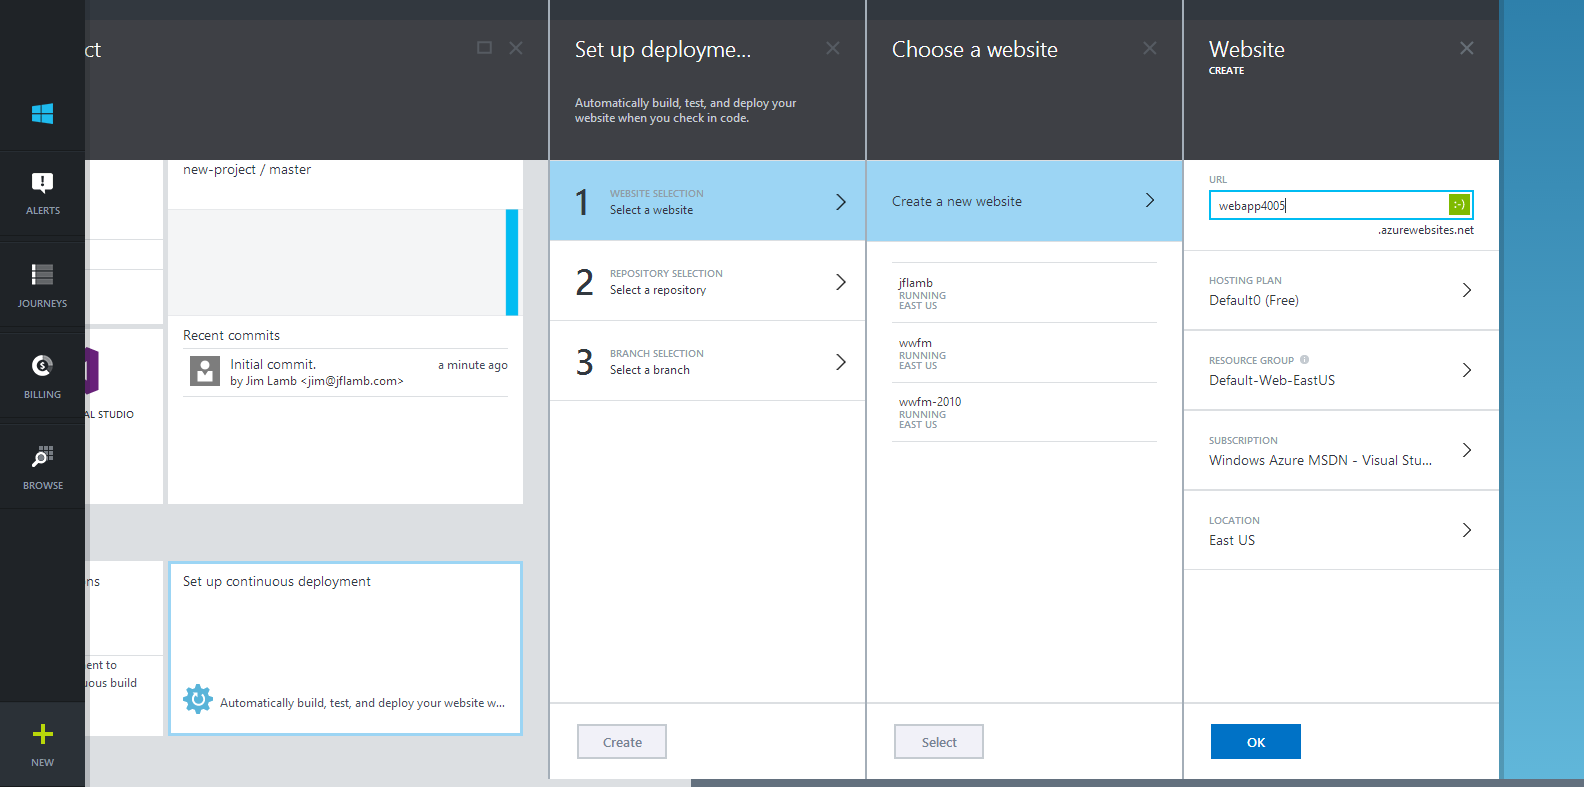 ct
ALERTS
JOURNEYS
BILLING
BROWSE
NEW
AL STUDIO
ns
ent to
uous build
new-project / master
Recent commits
Initial commit.
a minute ago
by Jim Lamb <jim@jflamb.com>
Set up continuous deployment
Automatically build, test, and deploy your website w...
Set up deployme...
Automatically build, test, and deploy your
website when you check in code.
1
WEBSITE SELECTION
Select a website
2
REPOSITORY SELECTION
Select a repository
3
BRANCH SELECTION
Select a branch
Create
Choose a website
Create a new website
jflamb
RUNNING
EAST US
wwfm
RUNNING
EAST US
wwfm-2010
RUNNING
EAST US
Select
Website
CREATE
URL
webapp4005
:-)
.azurewebsites.net
HOSTING PLAN
Default0 (Free)
RESOURCE GROUP
Default-Web-EastUS
SUBSCRIPTION
Windows Azure MSDN - Visual Stu...
LOCATION
East US
OK